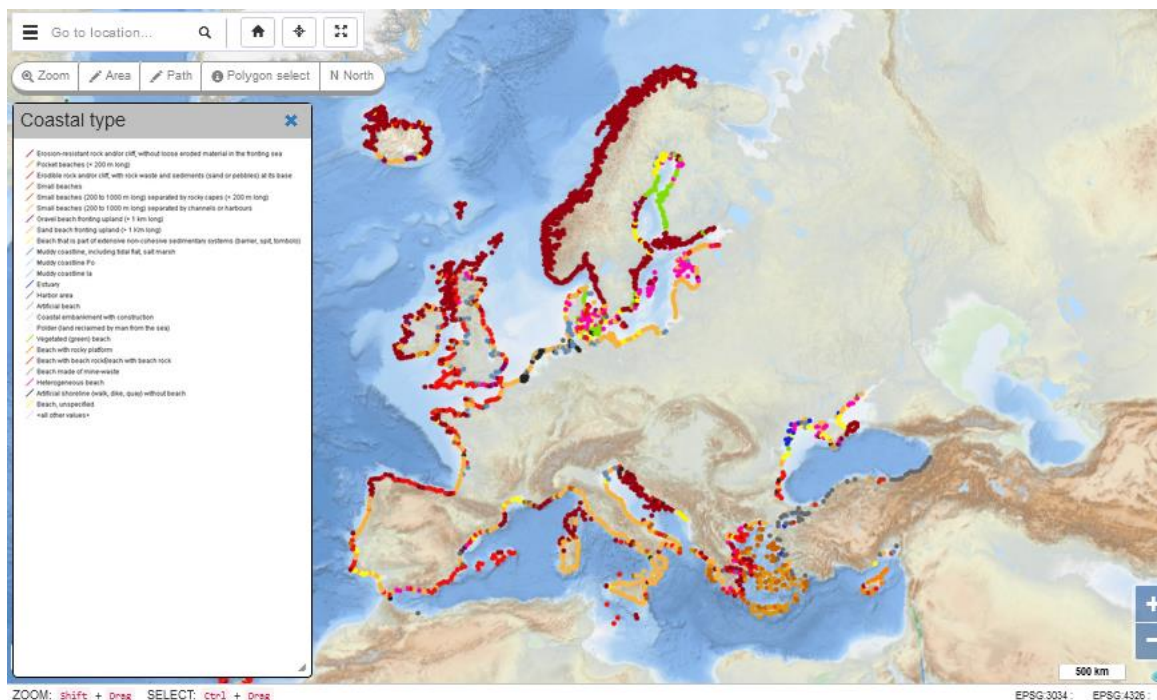 Go to location...
Zoom
Area
Path
Polygon select
N North
Coastal type
Erosion-resistant rock and/or cliff, without loose eroded material in the fronting sea
Pocket beaches (< 200 m long)
Erodible rock and/or cliff, with rock waste and sediments (sand or pebbles) at its base
Small beaches
Small beaches (200 to 1000 m long) separated by rocky capes (< 200 m long)
Small beaches (200 to 1000 m long) separated by channels or harbours
Gravel beach fronting upland (> 1 km long)
Sand beach fronting upland (> 1 Km long)
Beach that is part of extensive non-cohesive sedimentary systems (barrier, spit, tombolo)
Muddy coastline, including tidal flat, salt marsh
Muddy coastline Po
Muddy coastline la
Estuary
Harbor area
Artificial beach
Coastal embankment with construction
Polder (land reclaimed by man from the sea)
Vegetated (green) beach
Beach with rocky platform
Beach with beach rockBeach with beach rock
Beach made of mine-waste
Heterogeneous beach
Artificial shoreline (walk, dike, quay) without beach
Beach, unspecified
<all other values>
+
−
500 km
ZOOM: Shift + Drag SELECT: Ctrl + Drag
EPSG:3034 : EPSG:4326 :